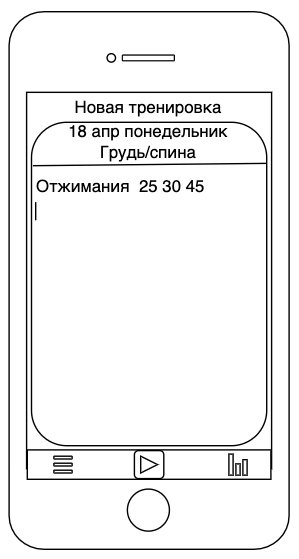 Новая тренировка
18 апр понедельник
Грудь/спина
Отжимания 25 30 45